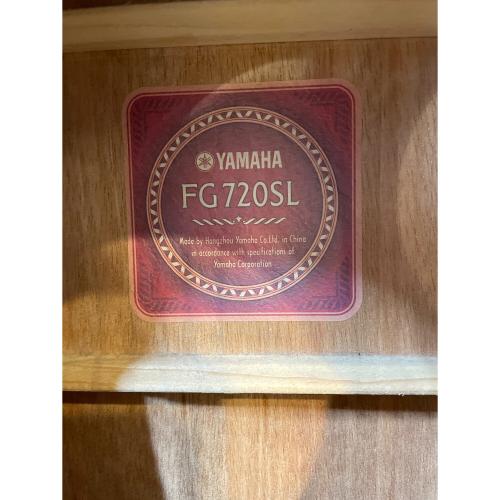 YAMAHA
FG720SL
Made by Hangzhou Yamaha Co.Ltd. in China
in accordance with specifications of
Yamaha Corporation